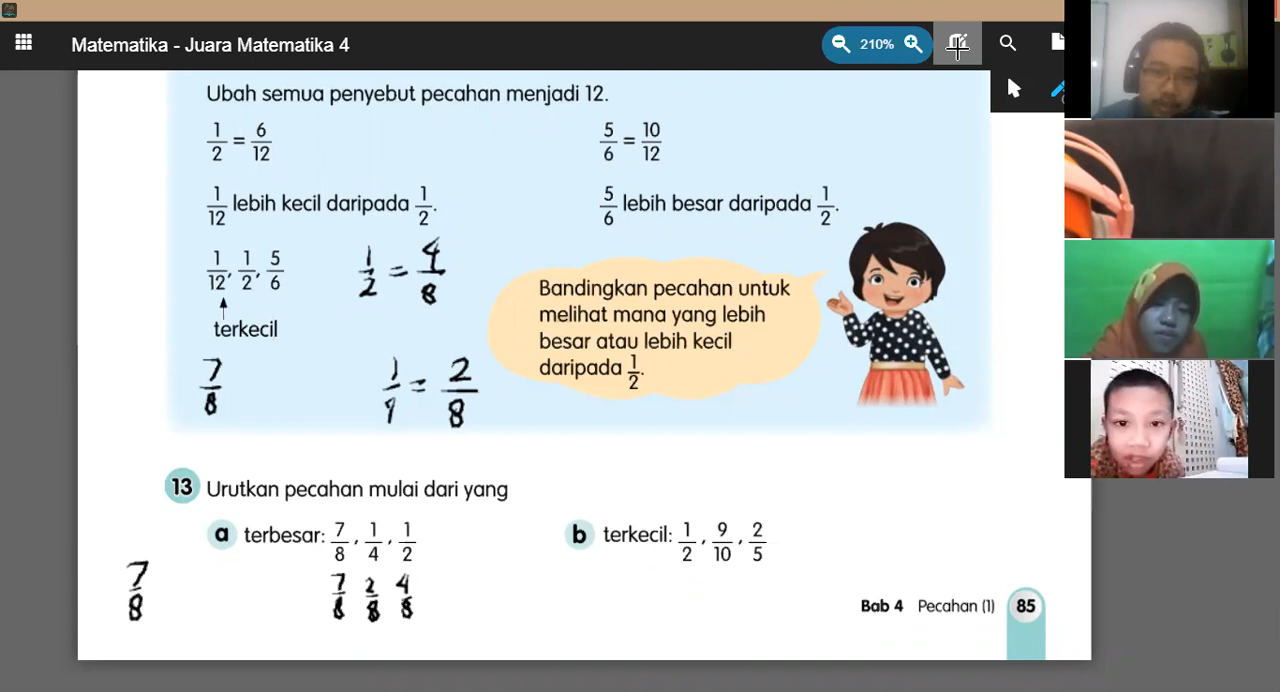 Matematika - Juara Matematika 4
210%
Ubah semua penyebut pecahan menjadi 12.
1/2 = 6/12
5/6 = 10/12
1/12 lebih kecil daripada 1/2.
5/6 lebih besar daripada 1/2.
1/12, 1/2, 5/6
1/2 = 4/8
terkecil
Bandingkan pecahan untuk
melihat mana yang lebih
besar atau lebih kecil
daripada 1/2.
7/8
1/4 = 2/8
13 Urutkan pecahan mulai dari yang
a terbesar: 7/8, 1/4, 1/2
b terkecil: 1/2, 9/10, 2/5
7/8
7/8 2/8 4/8
Bab 4 Pecahan (1) 85